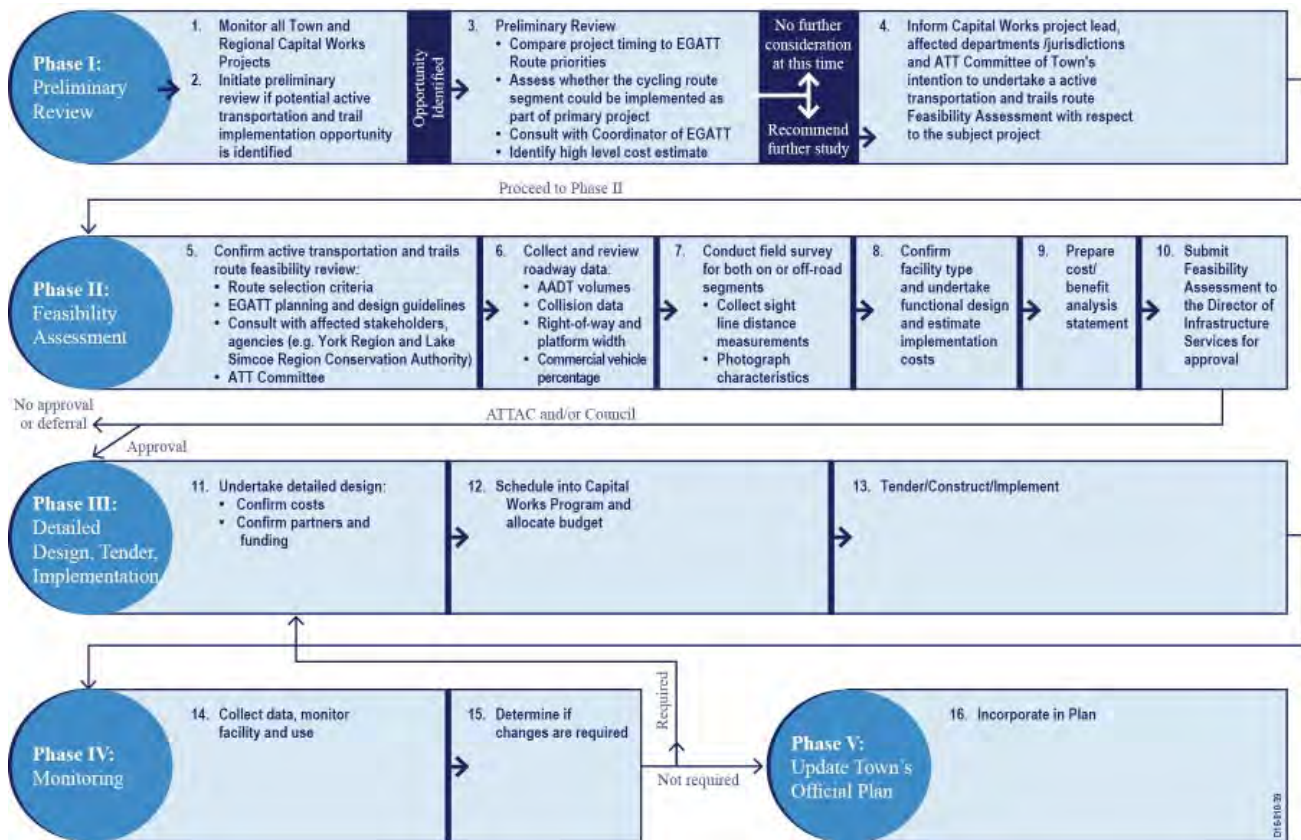 Phase I:
Preliminary
Review
1. Monitor all Town and
Regional Capital Works
Projects
2. Initiate preliminary
review if potential active
transportation and trail
implementation opportunity
is identified
Opportunity
Identified
3. Preliminary Review
• Compare project timing to EGATT
Route priorities
• Assess whether the cycling route
segment could be implemented as
part of primary project
• Consult with Coordinator of EGATT
• Identify high level cost estimate
No further
consideration
at this time
Recommend
further study
4. Inform Capital Works project lead,
affected departments /jurisdictions
and ATT Committee of Town's
intention to undertake a active
transportation and trails route
Feasibility Assessment with respect
to the subject project
Proceed to Phase II
Phase II:
Feasibility
Assessment
5. Confirm active transportation and trails
route feasibility review:
• Route selection criteria
• EGATT planning and design guidelines
• Consult with affected stakeholders,
agencies (e.g. York Region and Lake
Simcoe Region Conservation Authority)
• ATT Committee
6. Collect and review
roadway data:
• AADT volumes
• Collision data
• Right-of-way and
platform width
• Commercial vehicle
percentage
7. Conduct field survey
for both on or off-road
segments
• Collect sight
line distance
measurements
• Photograph
characteristics
8. Confirm
facility type
and undertake
functional design
and estimate
implementation
costs
9. Prepare
cost/
benefit
analysis
statement
10. Submit
Feasibility
Assessment to
the Director of
Infrastructure
Services for
approval
No approval
or deferral
ATTAC and/or Council
Approval
Phase III:
Detailed
Design, Tender,
Implementation
11. Undertake detailed design:
• Confirm costs
• Confirm partners and
funding
12. Schedule into Capital
Works Program and
allocate budget
13. Tender/Construct/Implement
Phase IV:
Monitoring
14. Collect data, monitor
facility and use
15. Determine if
changes are required
Required
Not required
Phase V:
Update Town's
Official Plan
16. Incorporate in Plan